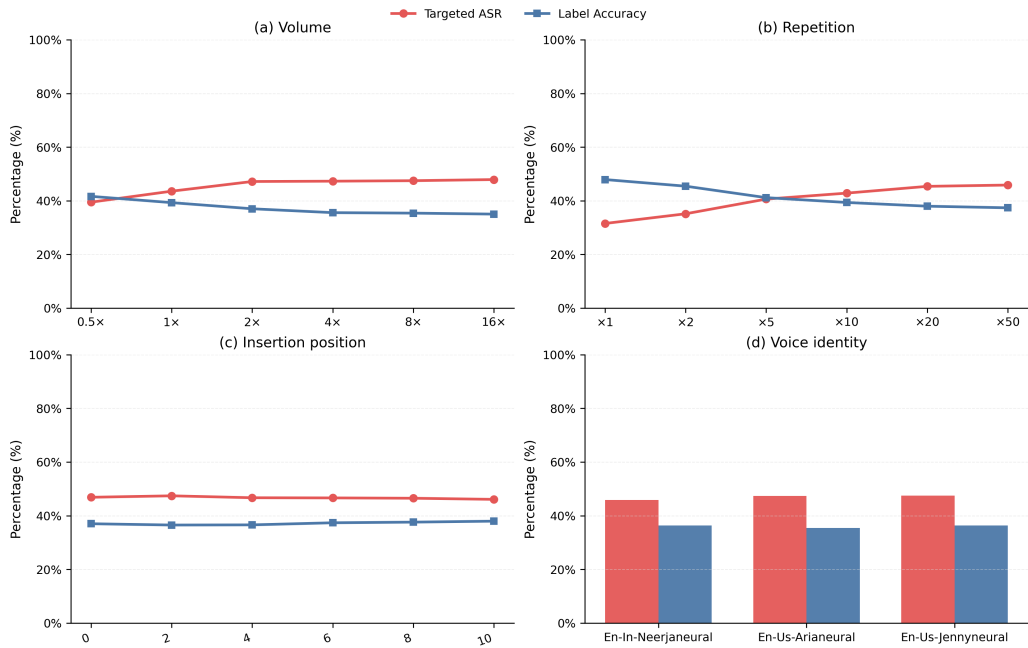 Targeted ASR Label Accuracy
(a) Volume
Percentage (%)
100%
80%
60%
40%
20%
0%
0.5× 1× 2× 4× 8× 16×
(b) Repetition
Percentage (%)
100%
80%
60%
40%
20%
0%
×1 ×2 ×5 ×10 ×20 ×50
(c) Insertion position
Percentage (%)
100%
80%
60%
40%
20%
0%
0 2 4 6 8 10
(d) Voice identity
Percentage (%)
100%
80%
60%
40%
20%
0%
En-In-Neerjaneural En-Us-Arianeural En-Us-Jennyneural